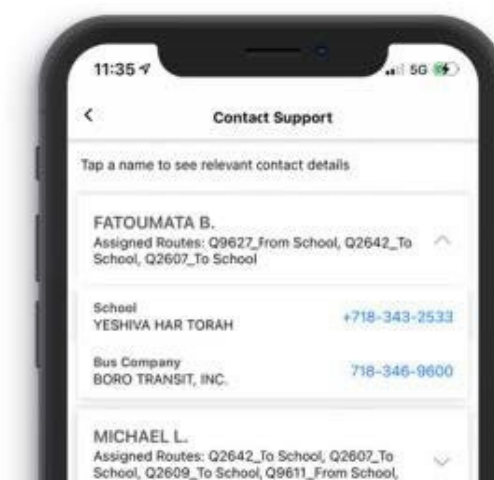 11:35
5G
Contact Support
Tap a name to see relevant contact details
FATOUMATA B.
Assigned Routes: Q9627_From School, Q2642_To
School, Q2607_To School
School
YESHIVA HAR TORAH
+718-343-2533
Bus Company
BORO TRANSIT, INC.
718-346-9600
MICHAEL L.
Assigned Routes: Q2642_To School, Q2607_To
School, Q2609_To School, Q9611_From School,